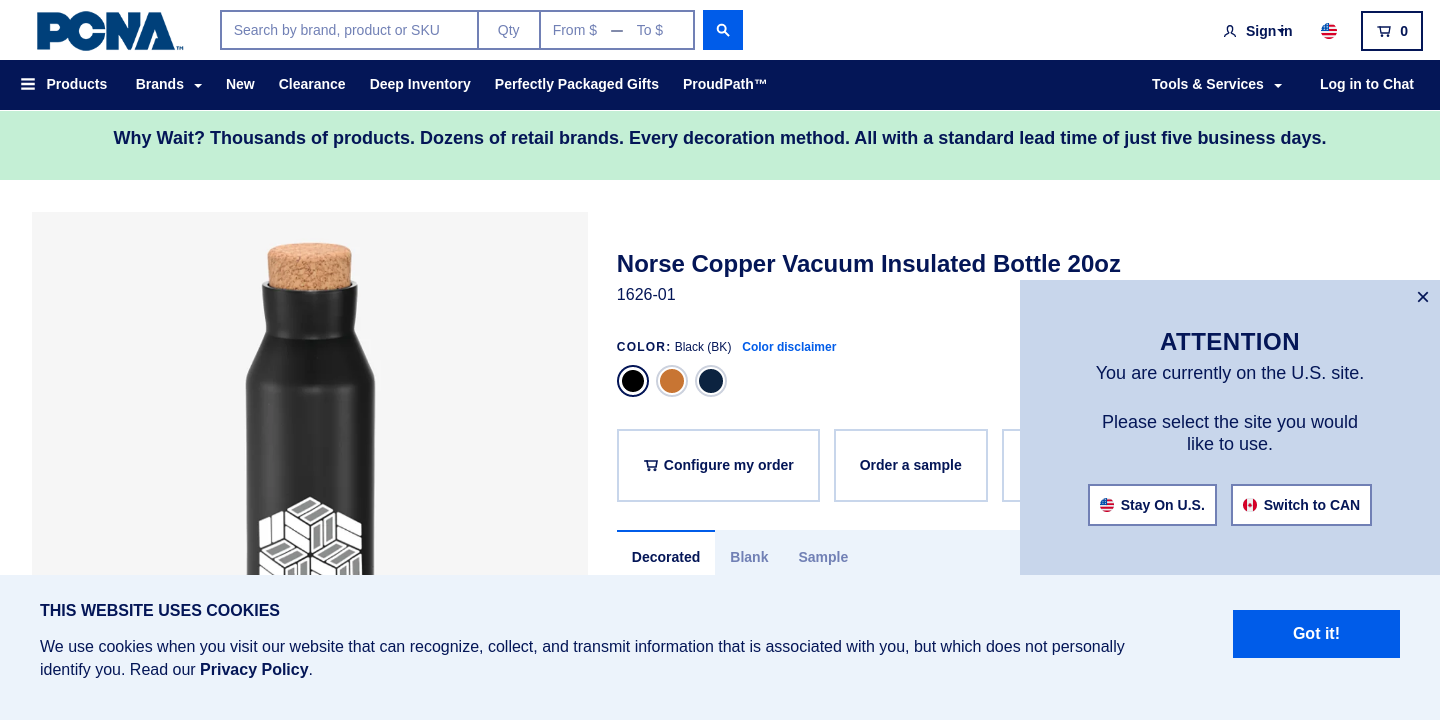 PCNA™
Search by brand, product or SKU
Qty
From $ — To $
Sign in
0
Products
Brands
New
Clearance
Deep Inventory
Perfectly Packaged Gifts
ProudPath™
Tools & Services
Log in to Chat
Why Wait? Thousands of products. Dozens of retail brands. Every decoration method. All with a standard lead time of just five business days.
Norse Copper Vacuum Insulated Bottle 20oz
1626-01
COLOR: Black (BK) Color disclaimer
Configure my order
Order a sample
Decorated
Blank
Sample
×
ATTENTION
You are currently on the U.S. site.
Please select the site you would
like to use.
Stay On U.S.
Switch to CAN
THIS WEBSITE USES COOKIES
We use cookies when you visit our website that can recognize, collect, and transmit information that is associated with you, but which does not personally
identify you. Read our Privacy Policy.
Got it!